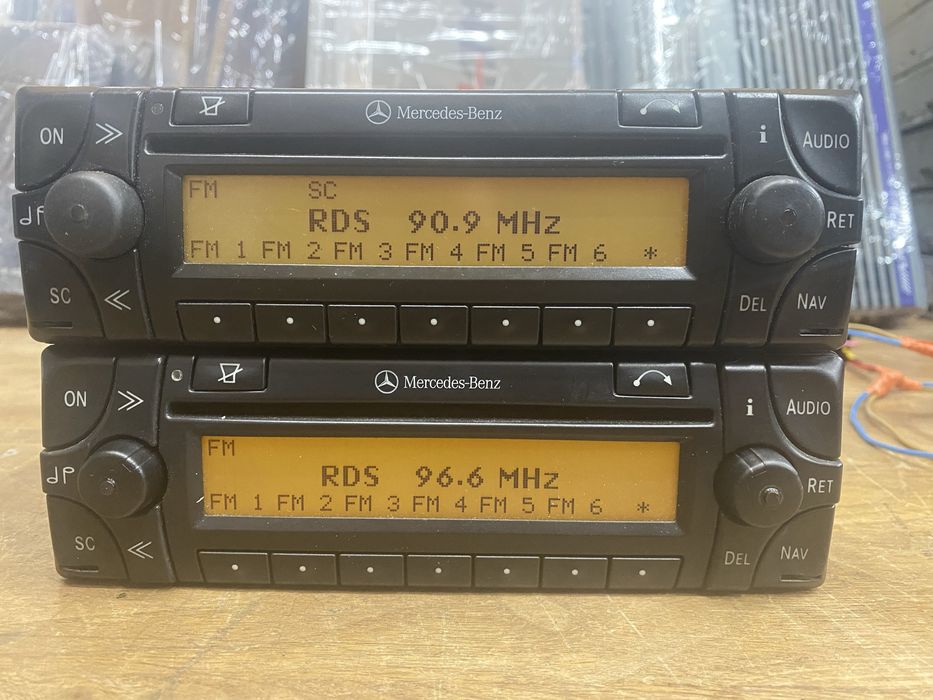 Mercedes-Benz
ON
i
AUDIO
FM SC
RDS 90.9 MHz
FM 1 FM 2 FM 3 FM 4 FM 5 FM 6 *
RET
SC
DEL
NAV
Mercedes-Benz
ON
i
AUDIO
FM
RDS 96.6 MHz
FM 1 FM 2 FM 3 FM 4 FM 5 FM 6 *
RET
SC
DEL
NAV